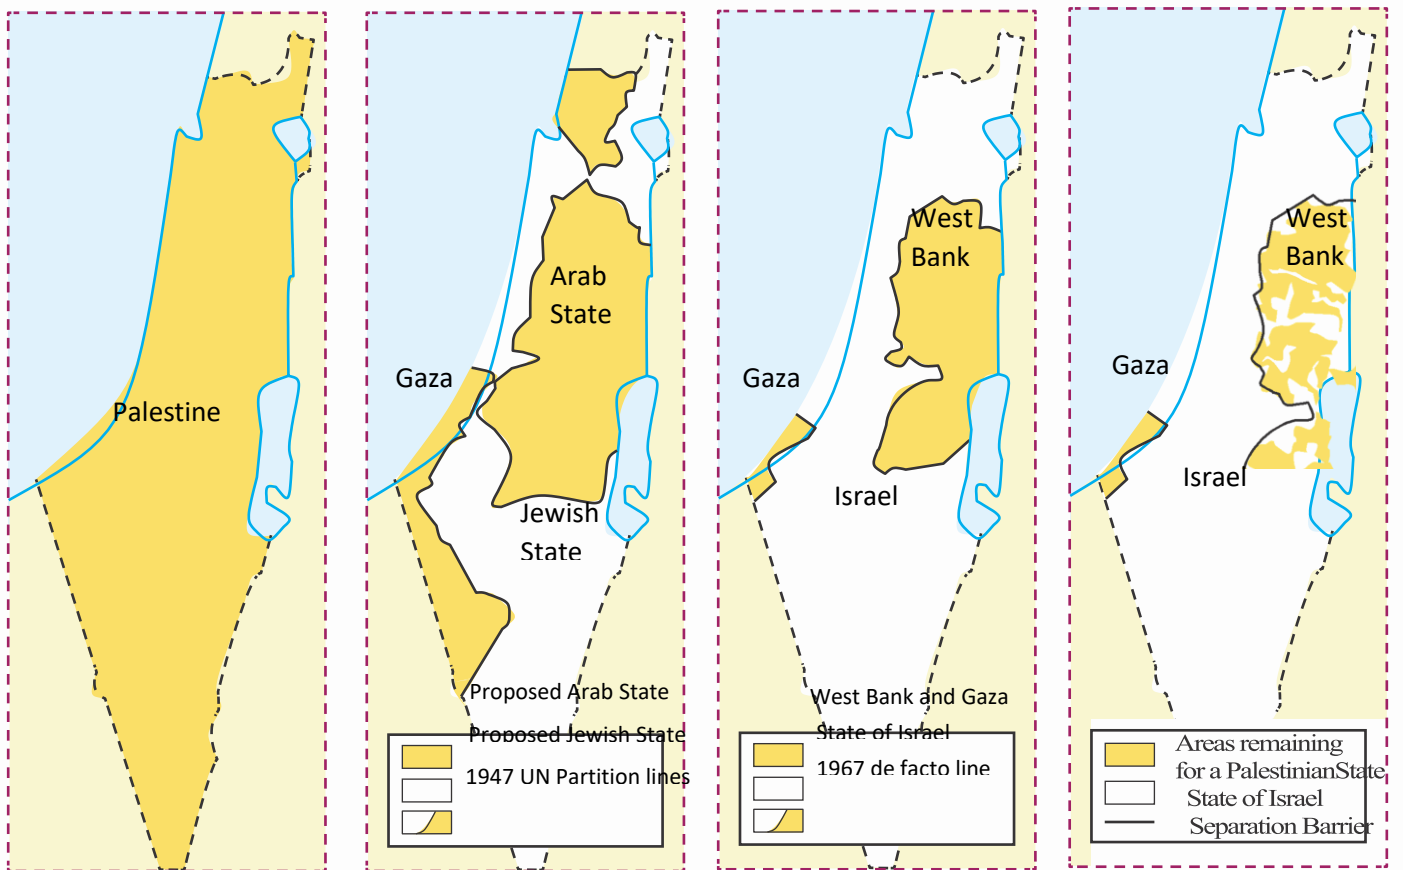 Palestine
Arab
State
Gaza
Jewish
State
Proposed Arab State
Proposed Jewish State
1947 UN Partition lines
West
Bank
Gaza
Israel
West Bank and Gaza
State of Israel
1967 de facto line
West
Bank
Gaza
Israel
Areas remaining
for a PalestinianState
State of Israel
Separation Barrier